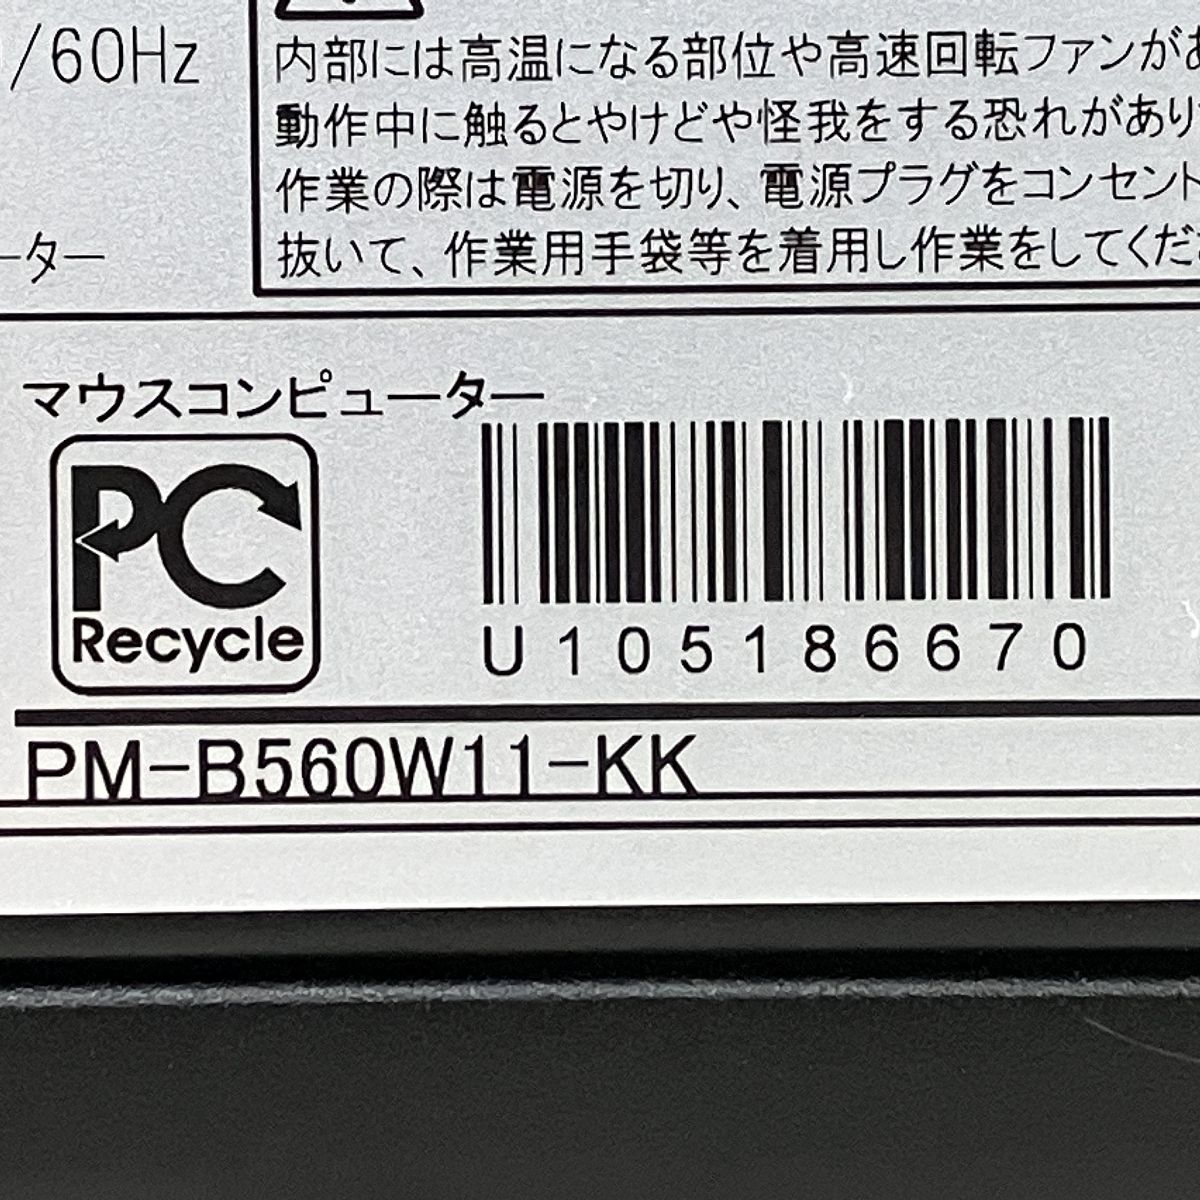 /60Hz
内部には高温になる部位や高速回転ファンがあ
動作中に触るとやけどや怪我をする恐れがあり
作業の際は電源を切り、電源プラグをコンセント
ーター
抜いて、作業用手袋等を着用し作業をしてくださ
マウスコンピューター
PC
Recycle
U105186670
PM-B560W11-KK